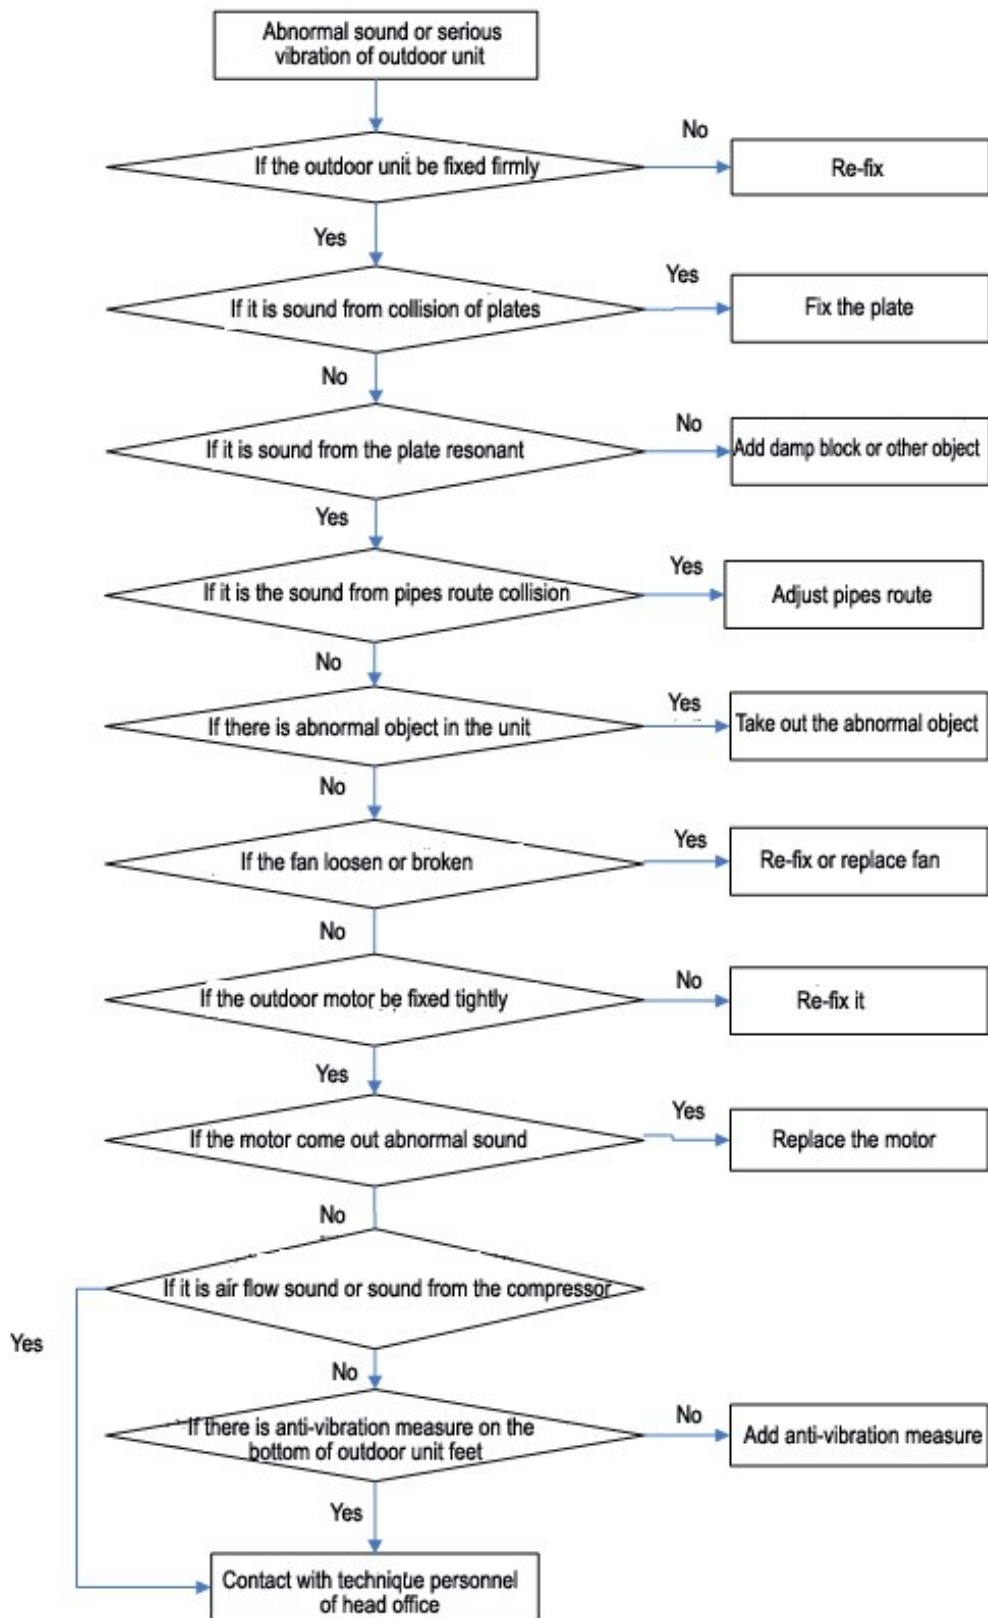 Abnormal sound or serious
vibration of outdoor unit
No
If the outdoor unit be fixed firmly
Re-fix
Yes
Yes
If it is sound from collision of plates
Fix the plate
No
No
If it is sound from the plate resonant
Add damp block or other object
Yes
Yes
If it is the sound from pipes route collision
Adjust pipes route
No
Yes
If there is abnormal object in the unit
Take out the abnormal object
No
Yes
If the fan loosen or broken
Re-fix or replace fan
No
No
If the outdoor motor be fixed tightly
Re-fix it
Yes
Yes
If the motor come out abnormal sound
Replace the motor
No
If it is air flow sound or sound from the compressor
Yes
No
If there is anti-vibration measure on the
bottom of outdoor unit feet
No
Add anti-vibration measure
Yes
Contact with technique personnel
of head office